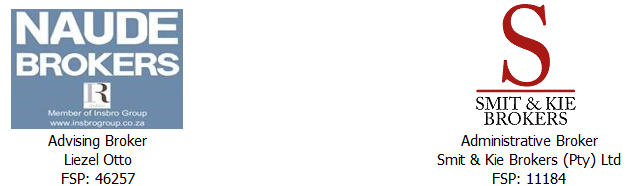 NAUDE
BROKERS
R
Member of Insbro Group
www.insbrogroup.co.za
Advising Broker
Liezel Otto
FSP: 46257
S
SMIT & KIE
BROKERS
Administrative Broker
Smit & Kie Brokers (Pty) Ltd
FSP: 11184